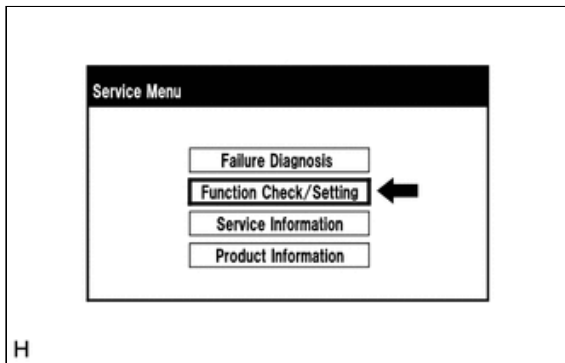 Service Menu
Failure Diagnosis
Function Check/Setting
Service Information
Product Information
H